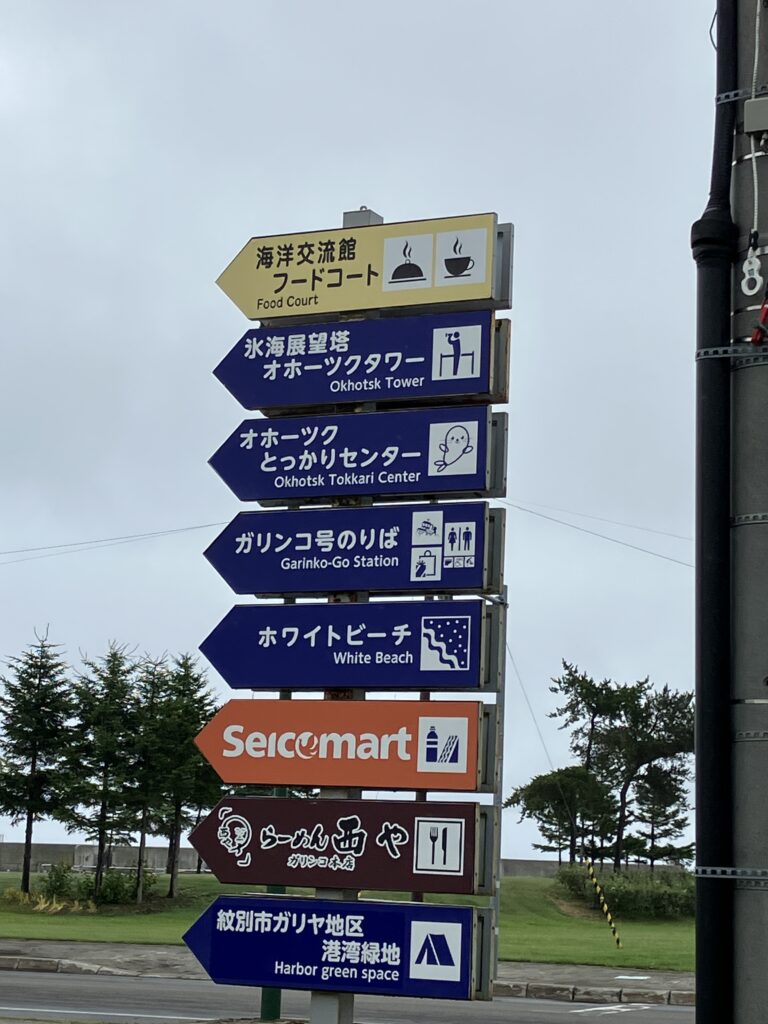 海洋交流館
フードコート
Food Court
氷海展望塔
オホーツクタワー
Okhotsk Tower
オホーツク
とっかりセンター
Okhotsk Tokkari Center
ガリンコ号のりば
Garinko-Go Station
ホワイトビーチ
White Beach
Seicomart
らーめん 西や
ガリンコ本店
紋別市ガリヤ地区
港湾緑地
Harbor green space